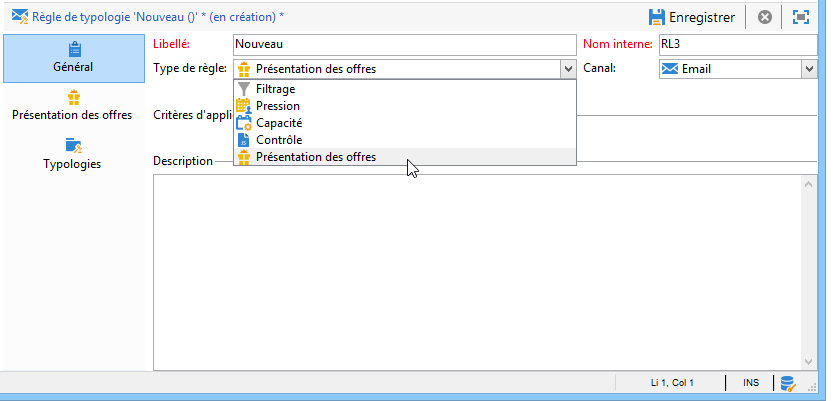 Règle de typologie 'Nouveau ()' * (en création) *
Enregistrer
Général
Présentation des offres
Typologies
Libellé: Nouveau
Nom interne: RL3
Type de règle: Présentation des offres
Canal: Email
Filtrage
Pression
Capacité
Contrôle
Présentation des offres
Critères d'appli
Description
Li 1, Col 1
INS